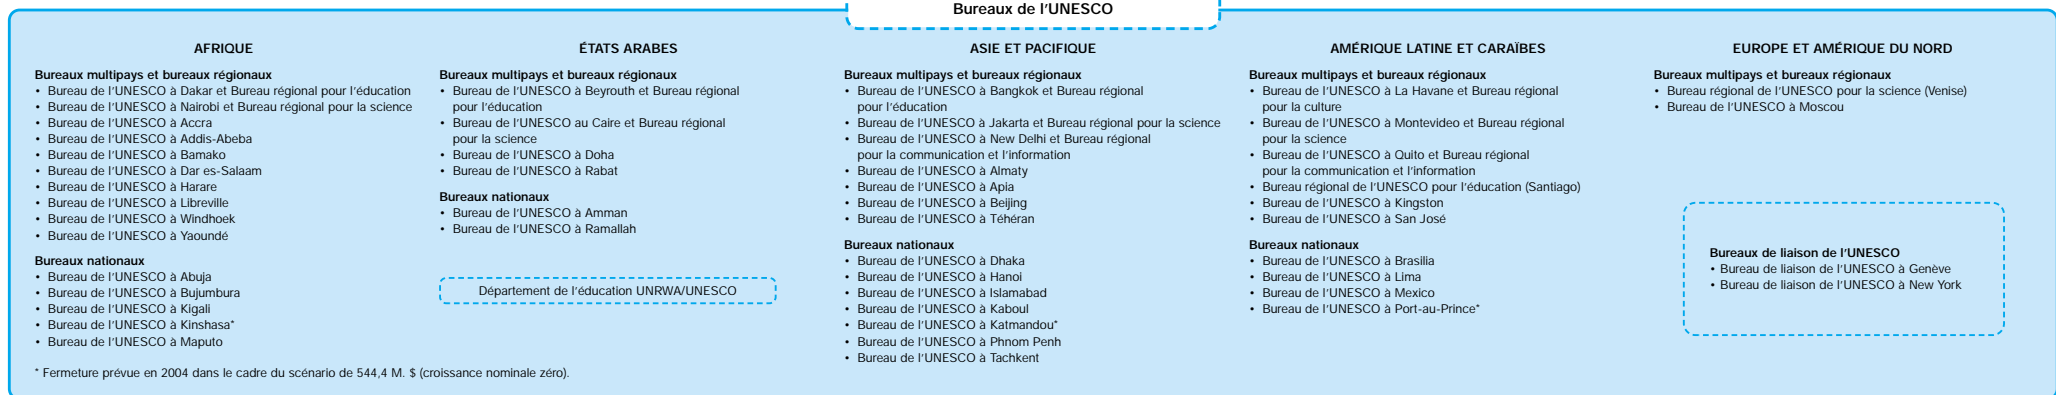 Bureaux de l'UNESCO
AFRIQUE
Bureaux multipays et bureaux régionaux
• Bureau de l'UNESCO à Dakar et Bureau régional pour l'éducation
• Bureau de l'UNESCO à Nairobi et Bureau régional pour la science
• Bureau de l'UNESCO à Accra
• Bureau de l'UNESCO à Addis-Abeba
• Bureau de l'UNESCO à Bamako
• Bureau de l'UNESCO à Dar es-Salaam
• Bureau de l'UNESCO à Harare
• Bureau de l'UNESCO à Libreville
• Bureau de l'UNESCO à Windhoek
• Bureau de l'UNESCO à Yaoundé
Bureaux nationaux
• Bureau de l'UNESCO à Abuja
• Bureau de l'UNESCO à Bujumbura
• Bureau de l'UNESCO à Kigali
• Bureau de l'UNESCO à Kinshasa*
• Bureau de l'UNESCO à Maputo
ÉTATS ARABES
Bureaux multipays et bureaux régionaux
• Bureau de l'UNESCO à Beyrouth et Bureau régional
pour l'éducation
• Bureau de l'UNESCO au Caire et Bureau régional
pour la science
• Bureau de l'UNESCO à Doha
• Bureau de l'UNESCO à Rabat
Bureaux nationaux
• Bureau de l'UNESCO à Amman
• Bureau de l'UNESCO à Ramallah
Département de l'éducation UNRWA/UNESCO
ASIE ET PACIFIQUE
Bureaux multipays et bureaux régionaux
• Bureau de l'UNESCO à Bangkok et Bureau régional
pour l'éducation
• Bureau de l'UNESCO à Jakarta et Bureau régional pour la science
• Bureau de l'UNESCO à New Delhi et Bureau régional
pour la communication et l'information
• Bureau de l'UNESCO à Almaty
• Bureau de l'UNESCO à Apia
• Bureau de l'UNESCO à Beijing
• Bureau de l'UNESCO à Téhéran
Bureaux nationaux
• Bureau de l'UNESCO à Dhaka
• Bureau de l'UNESCO à Hanoi
• Bureau de l'UNESCO à Islamabad
• Bureau de l'UNESCO à Kaboul
• Bureau de l'UNESCO à Katmandou*
• Bureau de l'UNESCO à Phnom Penh
• Bureau de l'UNESCO à Tachkent
AMÉRIQUE LATINE ET CARAÏBES
Bureaux multipays et bureaux régionaux
• Bureau de l'UNESCO à La Havane et Bureau régional
pour la culture
• Bureau de l'UNESCO à Montevideo et Bureau régional
pour la science
• Bureau de l'UNESCO à Quito et Bureau régional
pour la communication et l'information
• Bureau régional de l'UNESCO pour l'éducation (Santiago)
• Bureau de l'UNESCO à Kingston
• Bureau de l'UNESCO à San José
Bureaux nationaux
• Bureau de l'UNESCO à Brasilia
• Bureau de l'UNESCO à Lima
• Bureau de l'UNESCO à Mexico
• Bureau de l'UNESCO à Port-au-Prince*
EUROPE ET AMÉRIQUE DU NORD
Bureaux multipays et bureaux régionaux
• Bureau régional de l'UNESCO pour la science (Venise)
• Bureau de l'UNESCO à Moscou
Bureaux de liaison de l'UNESCO
• Bureau de liaison de l'UNESCO à Genève
• Bureau de liaison de l'UNESCO à New York
* Fermeture prévue en 2004 dans le cadre du scénario de 544,4 M. $ (croissance nominale zéro).